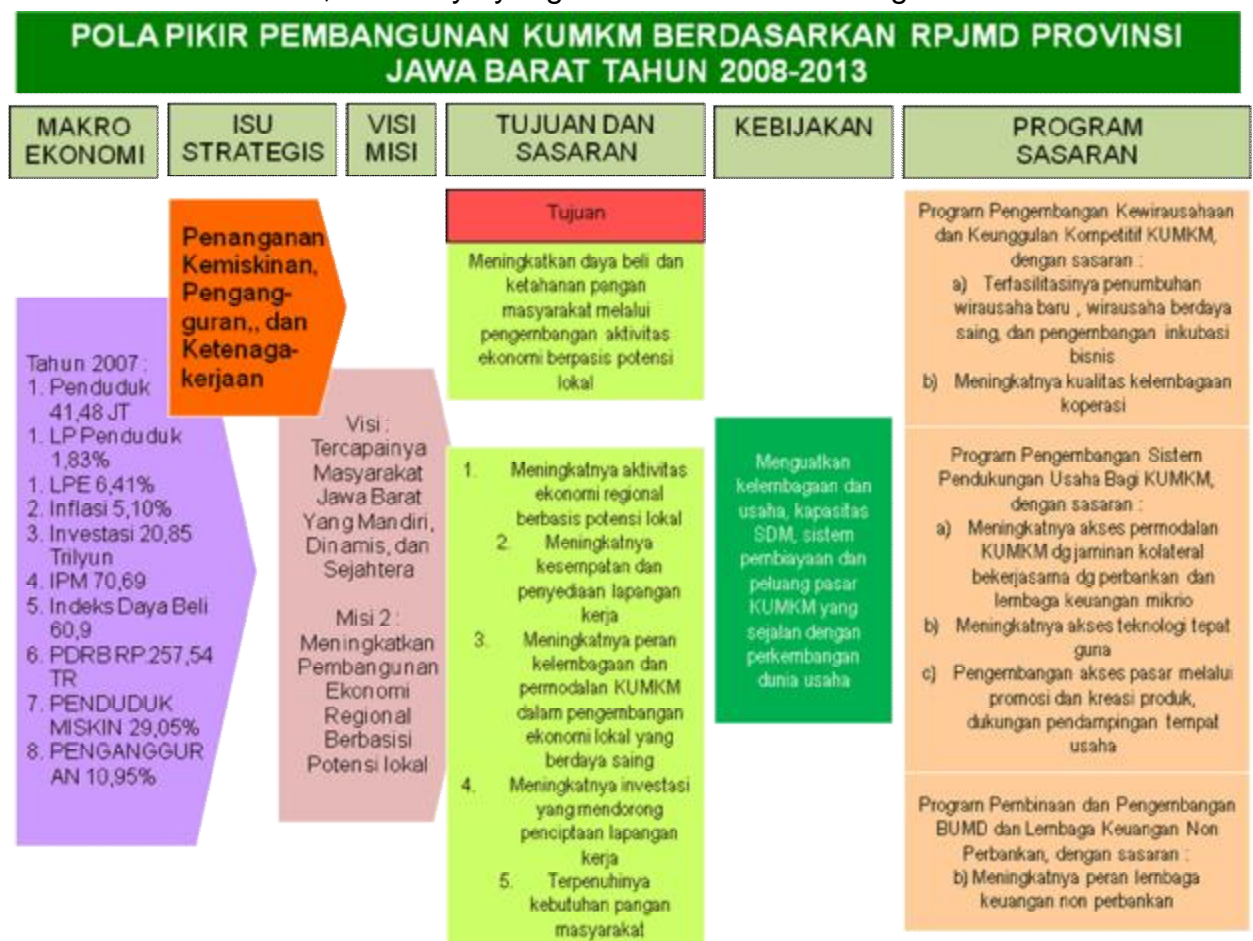 POLA PIKIR PEMBANGUNAN KUMKM BERDASARKAN RPJMD PROVINSI
JAWA BARAT TAHUN 2008-2013
MAKRO
EKONOMI
ISU
STRATEGIS
VISI
MISI
TUJUAN DAN
SASARAN
KEBIJAKAN
PROGRAM
SASARAN
Tahun 2007 :
1. Penduduk
41,48 JT
1. LP Penduduk
1,83%
1. LPE 6,41%
2. Inflasi 5,10%
3. Investasi 20,85
Trilyun
4. IPM 70,69
5. Indeks Daya Beli
60,9
6. PDRB RP.257,54
TR
7. PENDUDUK
MISKIN 29,05%
8. PENGANGGUR
AN 10,95%
Penanganan
Kemiskinan,
Pengang-
guran,, dan
Ketenaga-
kerjaan
Visi :
Tercapainya
Masyarakat
Jawa Barat
Yang Mandiri,
Dinamis, dan
Sejahtera
Misi 2 :
Meningkatkan
Pembangunan
Ekonomi
Regional
Berbasisi
Potensi lokal
Tujuan
Meningkatkan daya beli dan
ketahanan pangan
masyarakat melalui
pengembangan aktivitas
ekonomi berpasis potensi
lokal
1. Meningkatnya aktivitas
ekonomi regional
berbasis potensi lokal
2. Meningkatnya
kesempatan dan
penyediaan lapangan
kerja
3. Meningkatnya peran
kelembagaan dan
permodalan KUMKM
dalam pengembangan
ekonomi lokal yang
berdaya saing
4. Meningkatnya investasi
yang mendorong
penciptaan lapangan
kerja
5. Terpenuhinya
kebutuhan pangan
masyarakat
Menguatkan
kelembagaan dan
usaha, kapasitas
SDM, sistem
pembiayaan dan
peluang pasar
KUMKM yang
sejalan dengan
perkembangan
dunia usaha
Program Pengembangan Kewirausahaan
dan Keunggulan Kompetitif KUMKM,
dengan sasaran :
a) Terfasilitasinya penumbuhan
wirausaha baru , wirausaha berdaya
saing, dan pengembangan inkubasi
bisnis
b) Meningkatnya kualitas kelembagaan
koperasi
Program Pengembangan Sistem
Pendukungan Usaha Bagi KUMKM,
dengan sasaran :
a) Meningkatnya akses permodalan
KUMKM dg jaminan kolateral
bekerjasama dg perbankan dan
lembaga keuangan mikrio
b) Meningkatnya akses teknologi tepat
guna
c) Pengembangan akses pasar melalui
promosi dan kreasi produk,
dukungan pendampingan tempat
usaha
Program Pembinaan dan Pengembangan
BUMD dan Lembaga Keuangan Non
Perbankan, dengan sasaran :
b) Meningkatnya peran lembaga
keuangan non perbankan